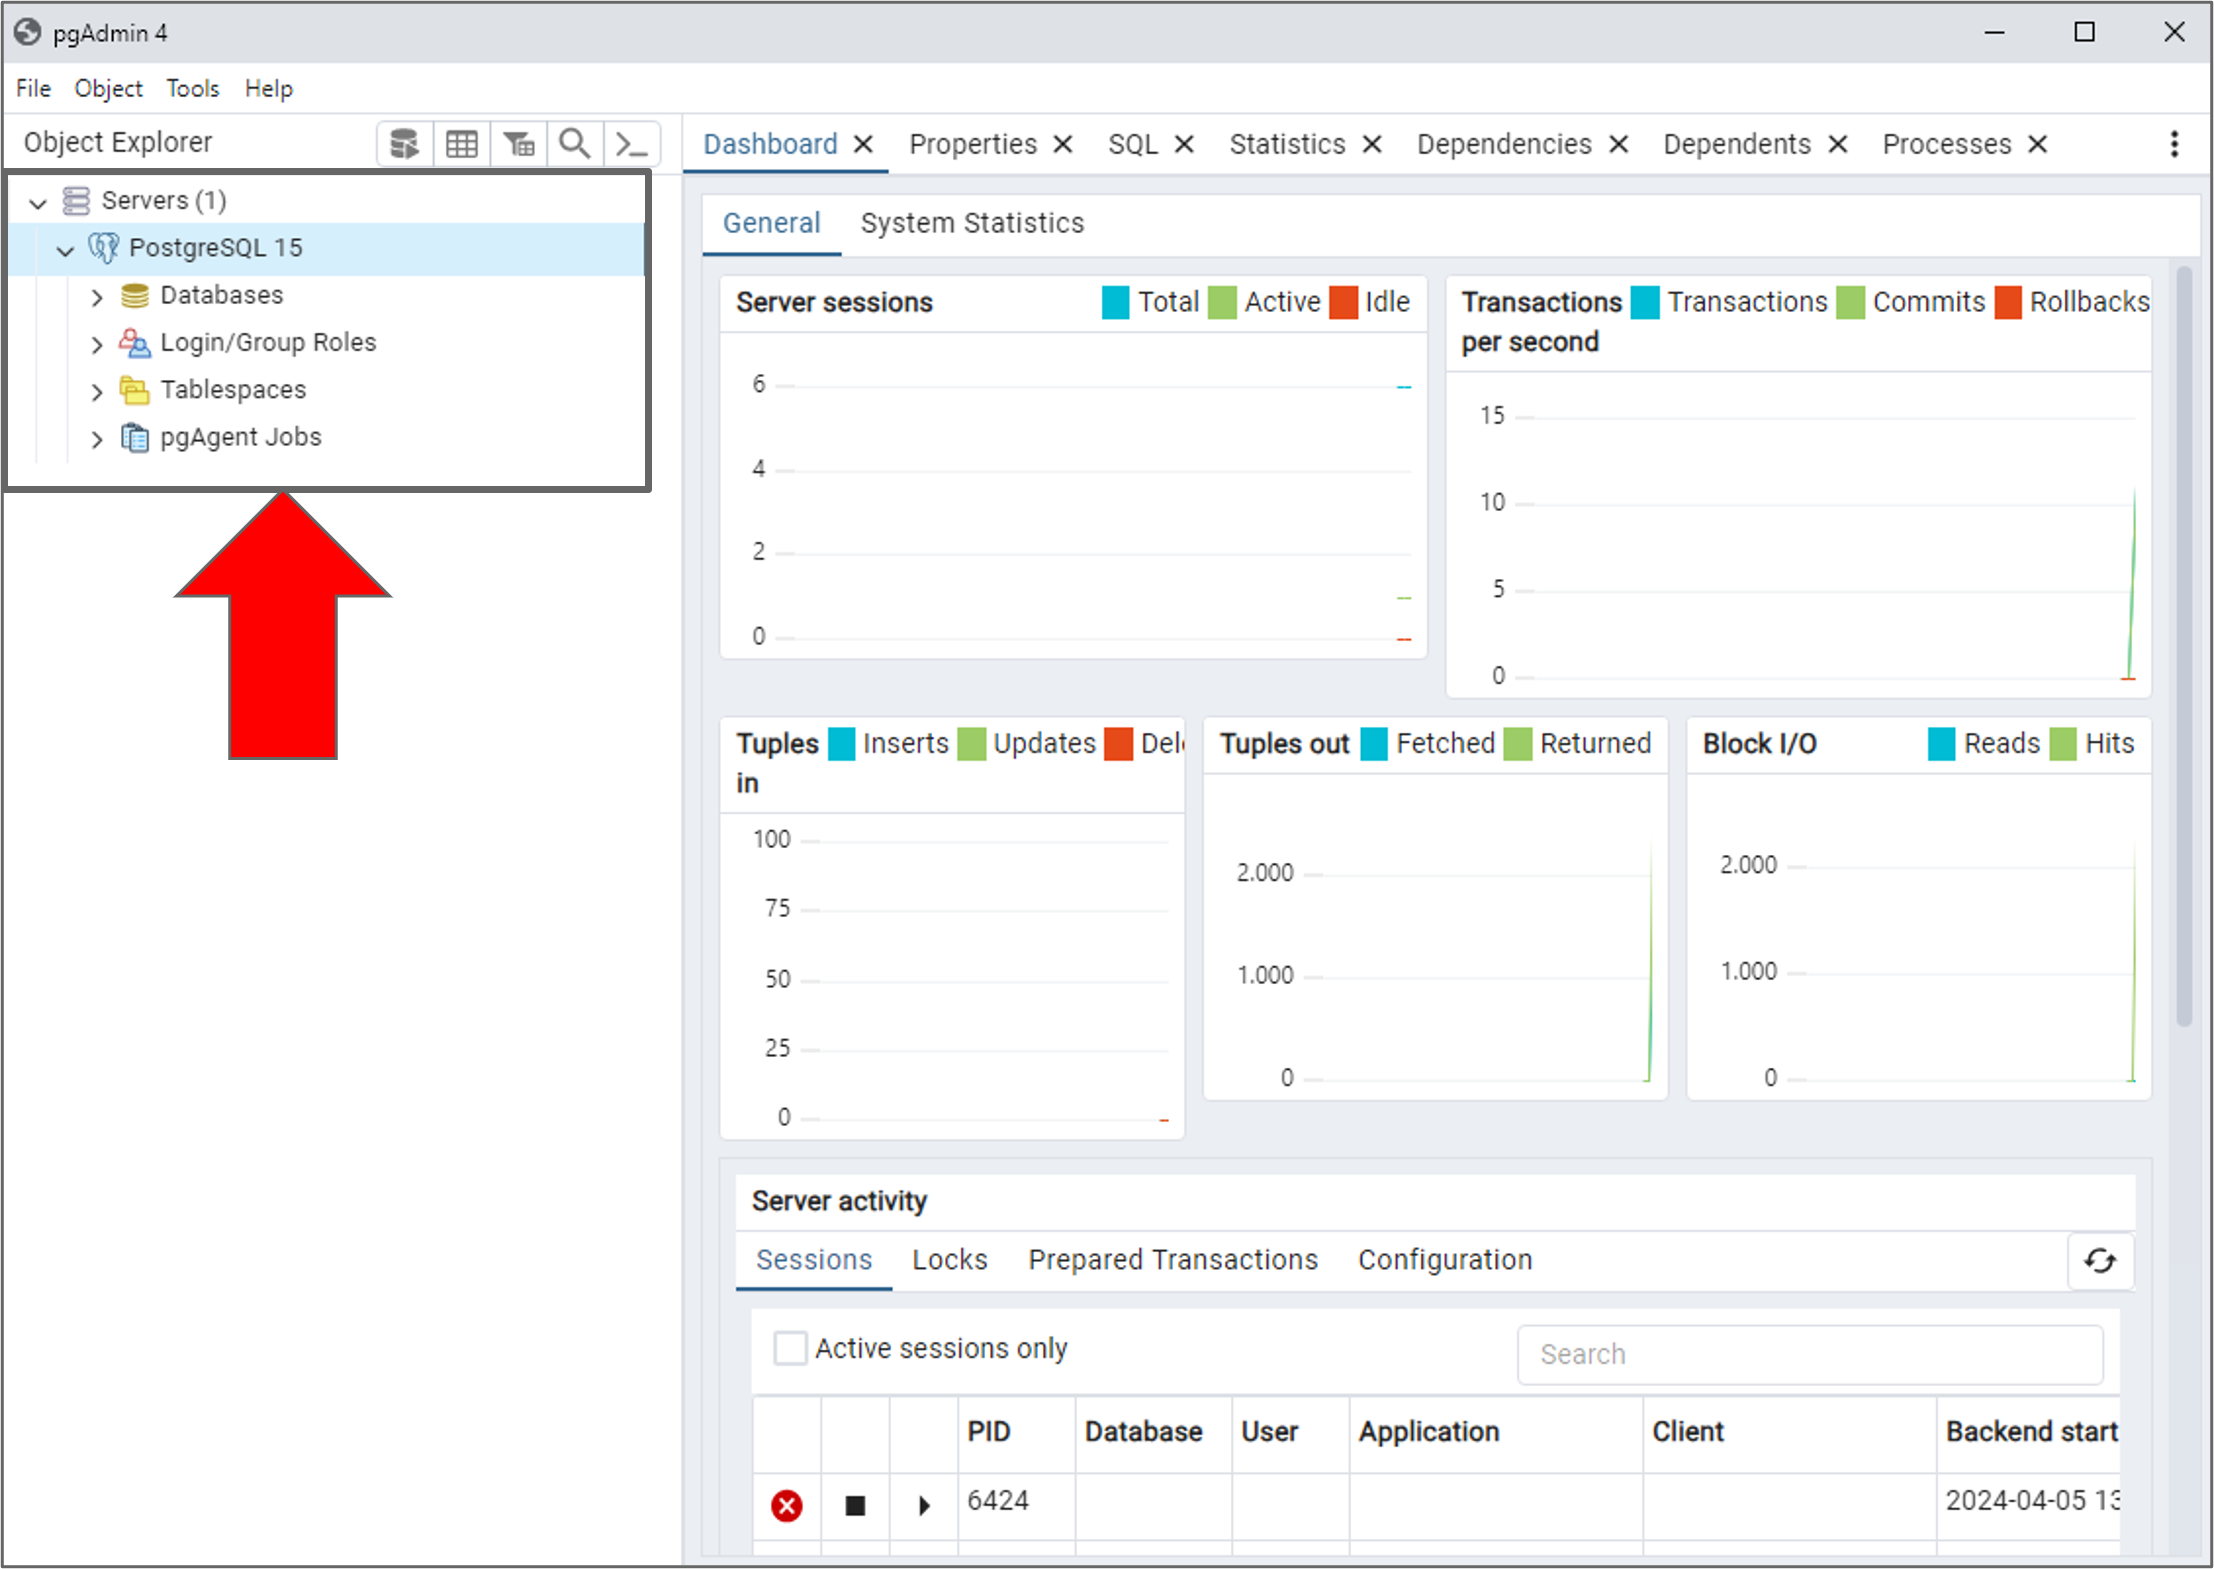 pgAdmin 4
File Object Tools Help
Object Explorer
Servers (1)
PostgreSQL 15
Databases
Login/Group Roles
Tablespaces
pgAgent Jobs
Dashboard Properties SQL Statistics Dependencies Dependents Processes
General System Statistics
Server sessions Total Active Idle
6
4
2
0
Transactions per second Transactions Commits Rollbacks
15
10
5
0
Tuples in Inserts Updates Del
100
75
50
25
0
Tuples out Fetched Returned
2.000
1.000
0
Block I/O Reads Hits
2.000
1.000
0
Server activity
Sessions Locks Prepared Transactions Configuration
Active sessions only Search
PID Database User Application Client Backend start
6424 2024-04-05 13